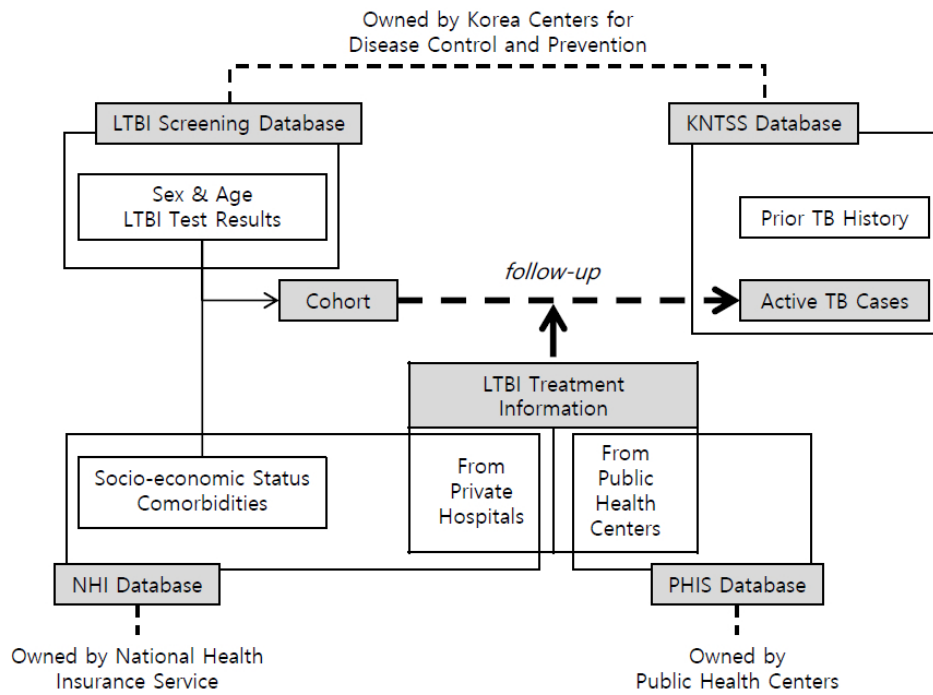 Owned by Korea Centers for
Disease Control and Prevention
LTBI Screening Database
KNTSS Database
Sex & Age
LTBI Test Results
Prior TB History
follow-up
Cohort
Active TB Cases
LTBI Treatment
Information
Socio-economic Status
Comorbidities
From
Private
Hospitals
From
Public
Health
Centers
NHI Database
PHIS Database
Owned by National Health
Insurance Service
Owned by
Public Health Centers